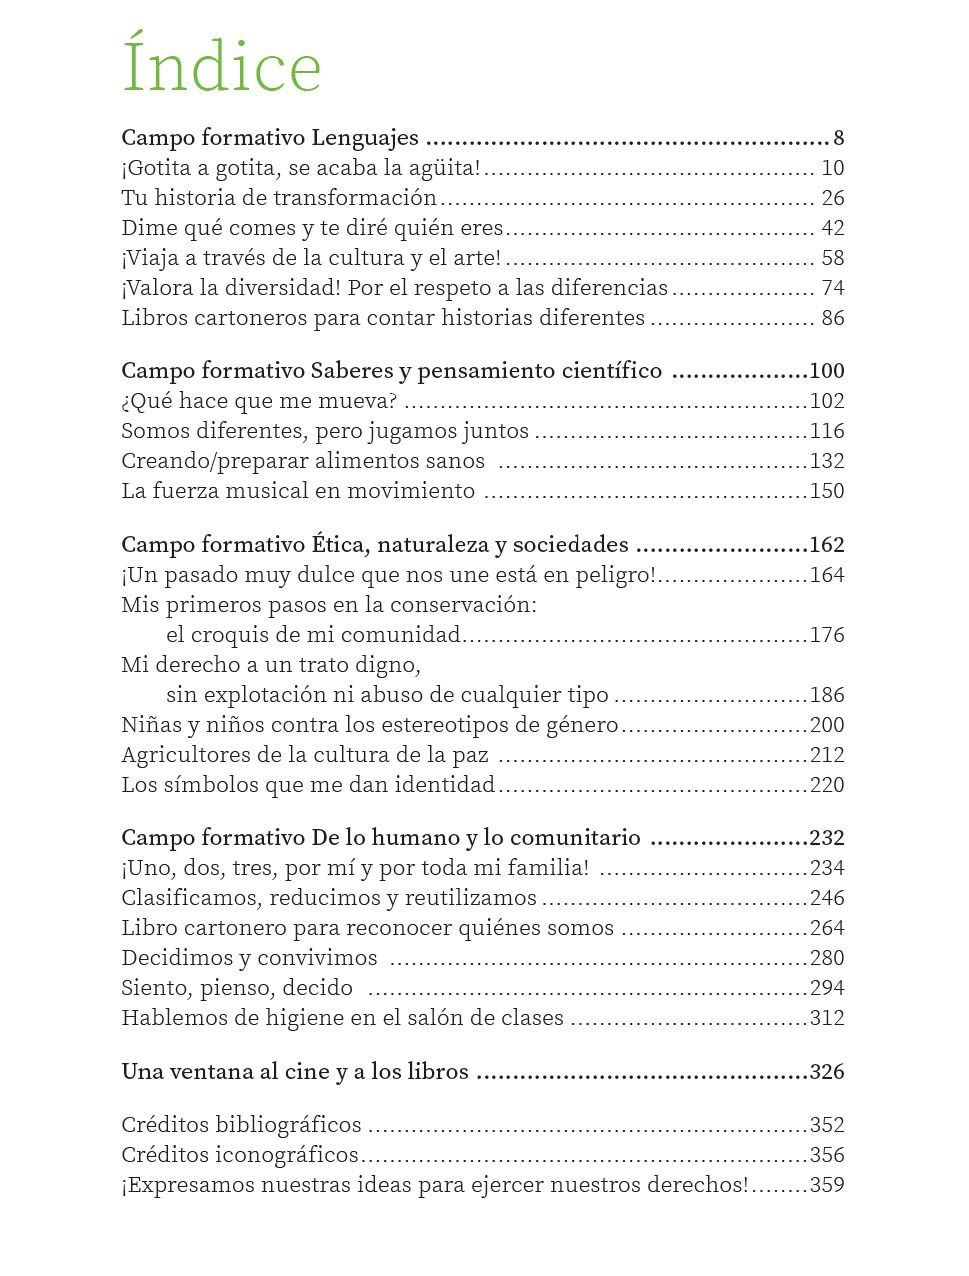 Índice
Campo formativo Lenguajes ........................................................ 8
¡Gotita a gotita, se acaba la agüita! .............................................. 10
Tu historia de transformación .................................................... 26
Dime qué comes y te diré quién eres ........................................... 42
¡Viaja a través de la cultura y el arte! ........................................... 58
¡Valora la diversidad! Por el respeto a las diferencias .................... 74
Libros cartoneros para contar historias diferentes ....................... 86
Campo formativo Saberes y pensamiento científico ................... 100
¿Qué hace que me mueva? ........................................................ 102
Somos diferentes, pero jugamos juntos ...................................... 116
Creando/preparar alimentos sanos ........................................... 132
La fuerza musical en movimiento ............................................. 150
Campo formativo Ética, naturaleza y sociedades ........................ 162
¡Un pasado muy dulce que nos une está en peligro! ..................... 164
Mis primeros pasos en la conservación:
el croquis de mi comunidad ................................................ 176
Mi derecho a un trato digno,
sin explotación ni abuso de cualquier tipo ........................... 186
Niñas y niños contra los estereotipos de género .......................... 200
Agricultores de la cultura de la paz ........................................... 212
Los símbolos que me dan identidad ........................................... 220
Campo formativo De lo humano y lo comunitario ...................... 232
¡Uno, dos, tres, por mí y por toda mi familia! ............................. 234
Clasificamos, reducimos y reutilizamos ..................................... 246
Libro cartonero para reconocer quiénes somos .......................... 264
Decidimos y convivimos .......................................................... 280
Siento, pienso, decido ............................................................. 294
Hablemos de higiene en el salón de clases ................................. 312
Una ventana al cine y a los libros .............................................. 326
Créditos bibliográficos ............................................................. 352
Créditos iconográficos .............................................................. 356
¡Expresamos nuestras ideas para ejercer nuestros derechos! ........ 359